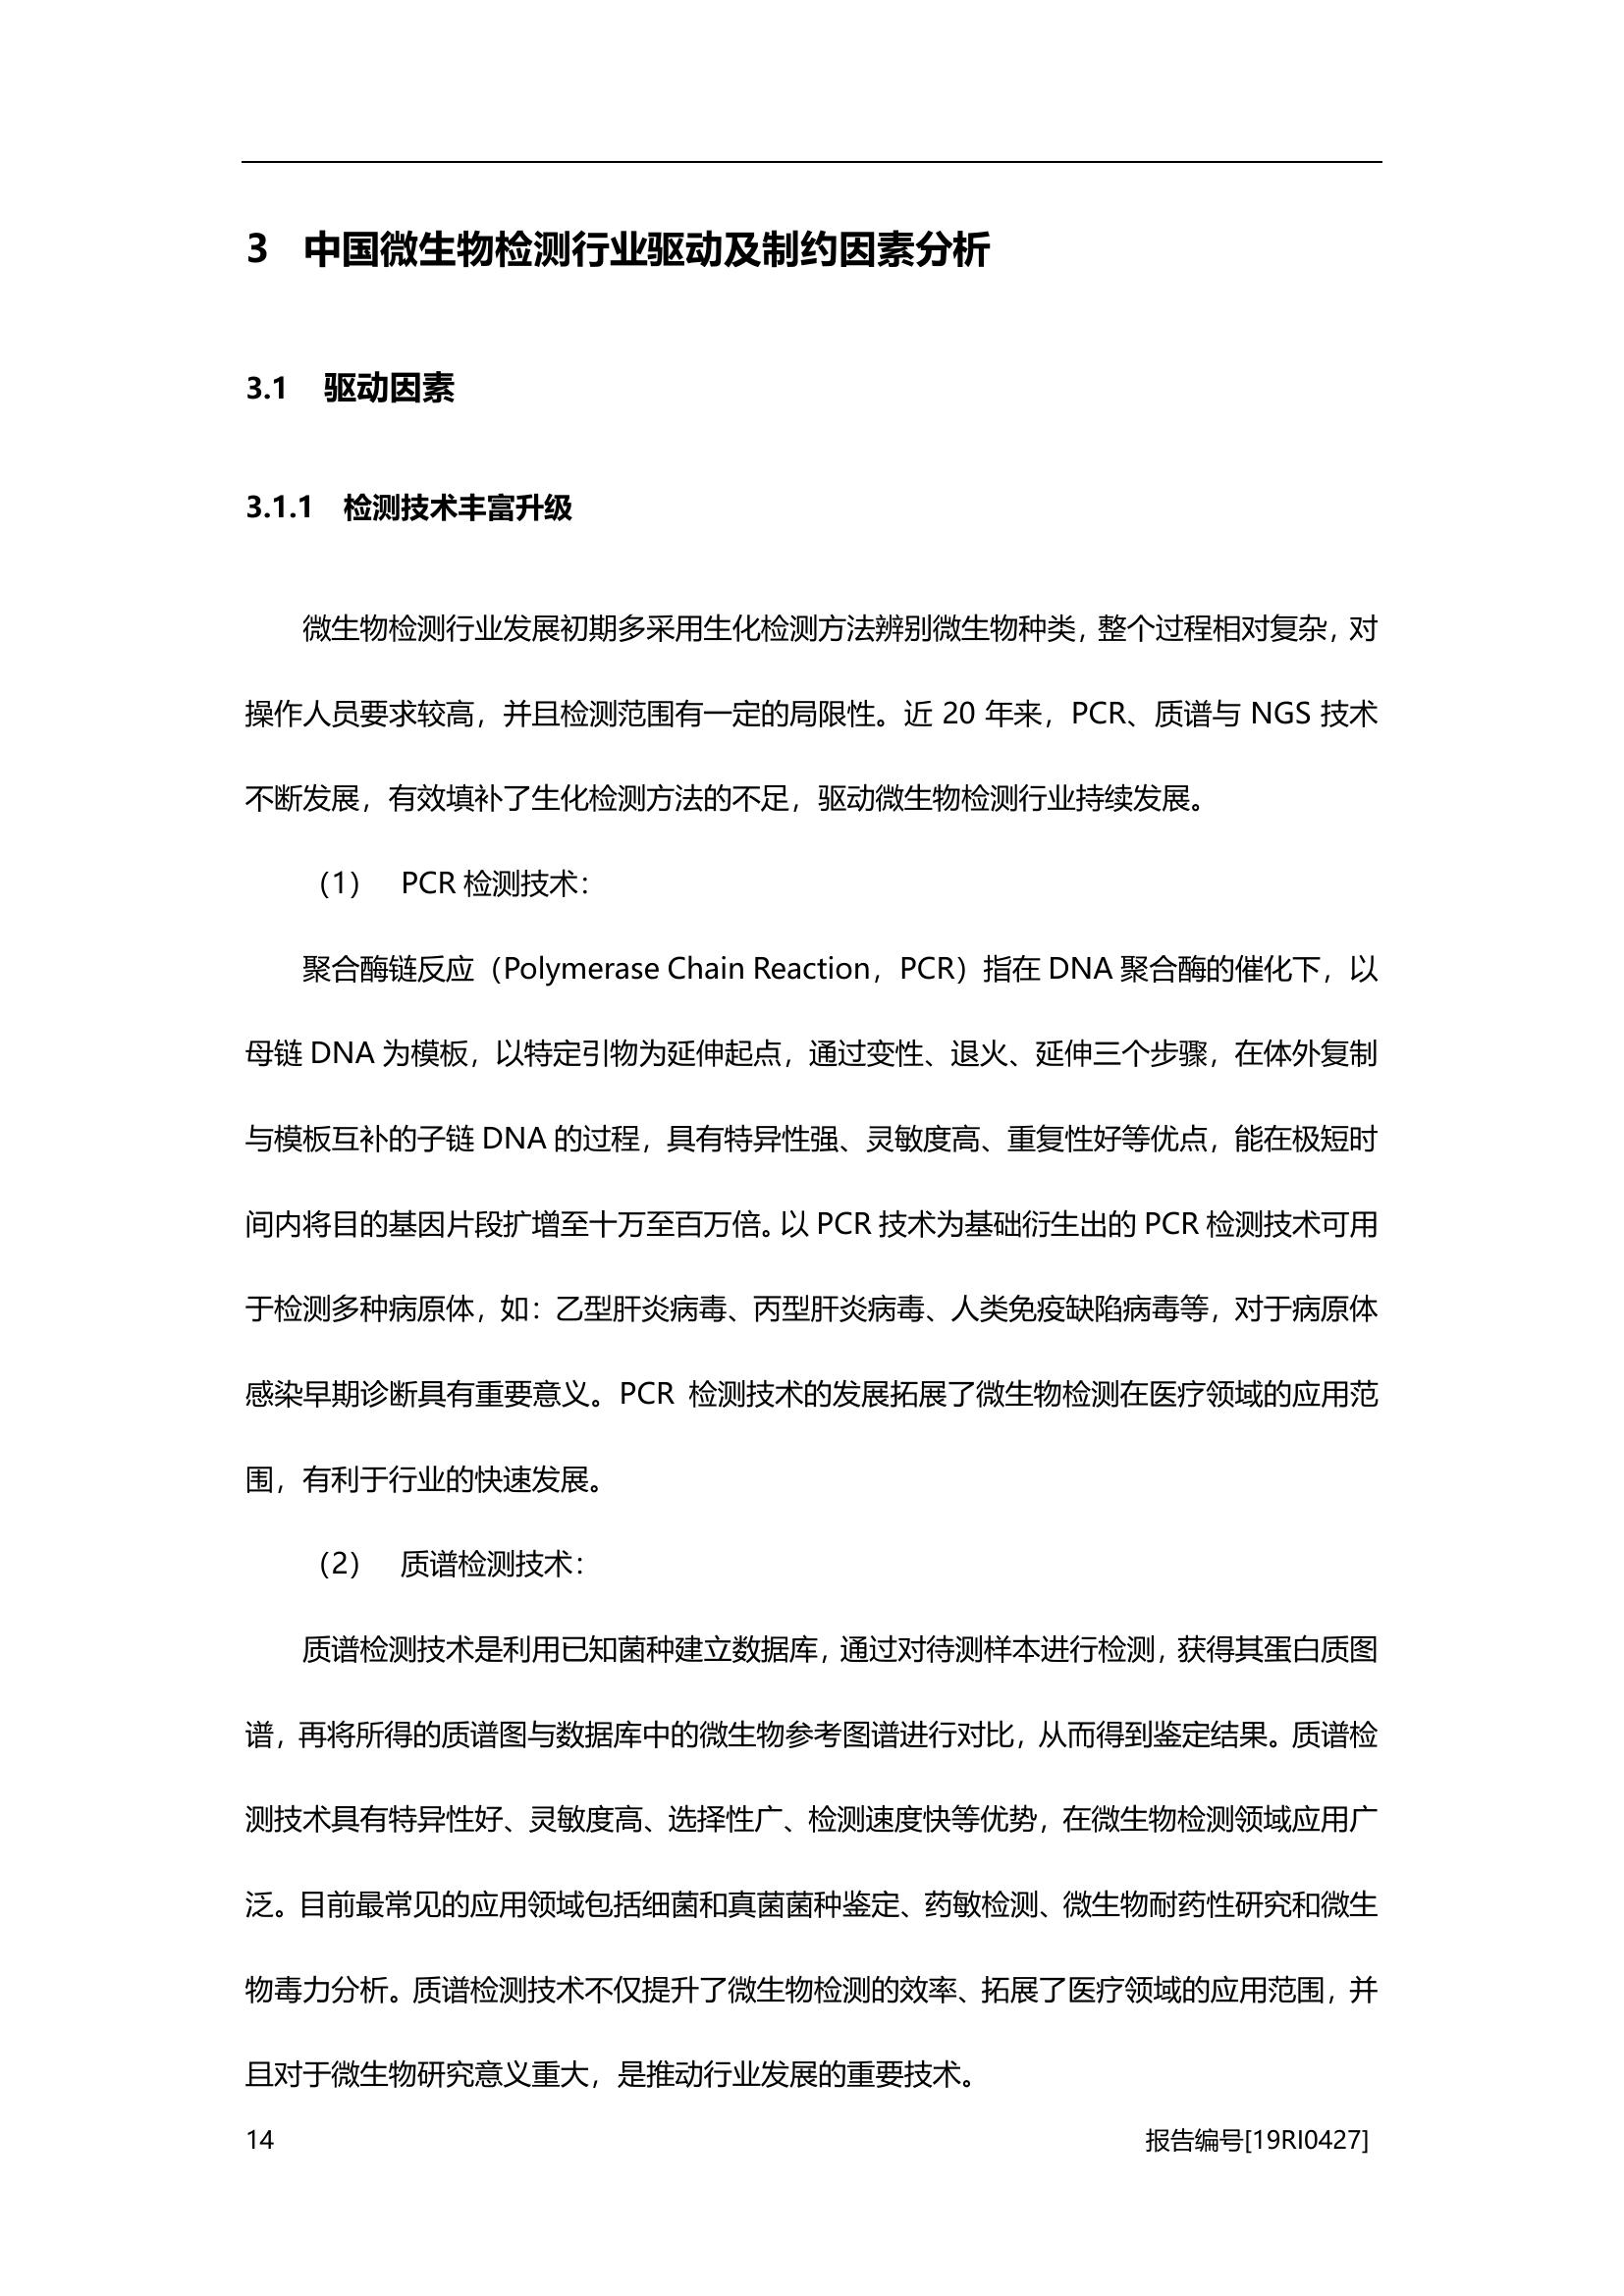 3 中国微生物检测行业驱动及制约因素分析
3.1 驱动因素
3.1.1 检测技术丰富升级
微生物检测行业发展初期多采用生化检测方法辨别微生物种类，整个过程相对复杂，对
操作人员要求较高，并且检测范围有一定的局限性。近 20 年来，PCR、质谱与 NGS 技术
不断发展，有效填补了生化检测方法的不足，驱动微生物检测行业持续发展。
（1） PCR 检测技术：
聚合酶链反应（Polymerase Chain Reaction，PCR）指在 DNA 聚合酶的催化下，以
母链 DNA 为模板，以特定引物为延伸起点，通过变性、退火、延伸三个步骤，在体外复制
与模板互补的子链 DNA 的过程，具有特异性强、灵敏度高、重复性好等优点，能在极短时
间内将目的基因片段扩增至十万至百万倍。以 PCR 技术为基础衍生出的 PCR 检测技术可用
于检测多种病原体，如：乙型肝炎病毒、丙型肝炎病毒、人类免疫缺陷病毒等，对于病原体
感染早期诊断具有重要意义。PCR 检测技术的发展拓展了微生物检测在医疗领域的应用范
围，有利于行业的快速发展。
（2） 质谱检测技术：
质谱检测技术是利用已知菌种建立数据库，通过对待测样本进行检测，获得其蛋白质图
谱，再将所得的质谱图与数据库中的微生物参考图谱进行对比，从而得到鉴定结果。质谱检
测技术具有特异性好、灵敏度高、选择性广、检测速度快等优势，在微生物检测领域应用广
泛。目前最常见的应用领域包括细菌和真菌菌种鉴定、药敏检测、微生物耐药性研究和微生
物毒力分析。质谱检测技术不仅提升了微生物检测的效率、拓展了医疗领域的应用范围，并
且对于微生物研究意义重大，是推动行业发展的重要技术。
14 报告编号[19RI0427]